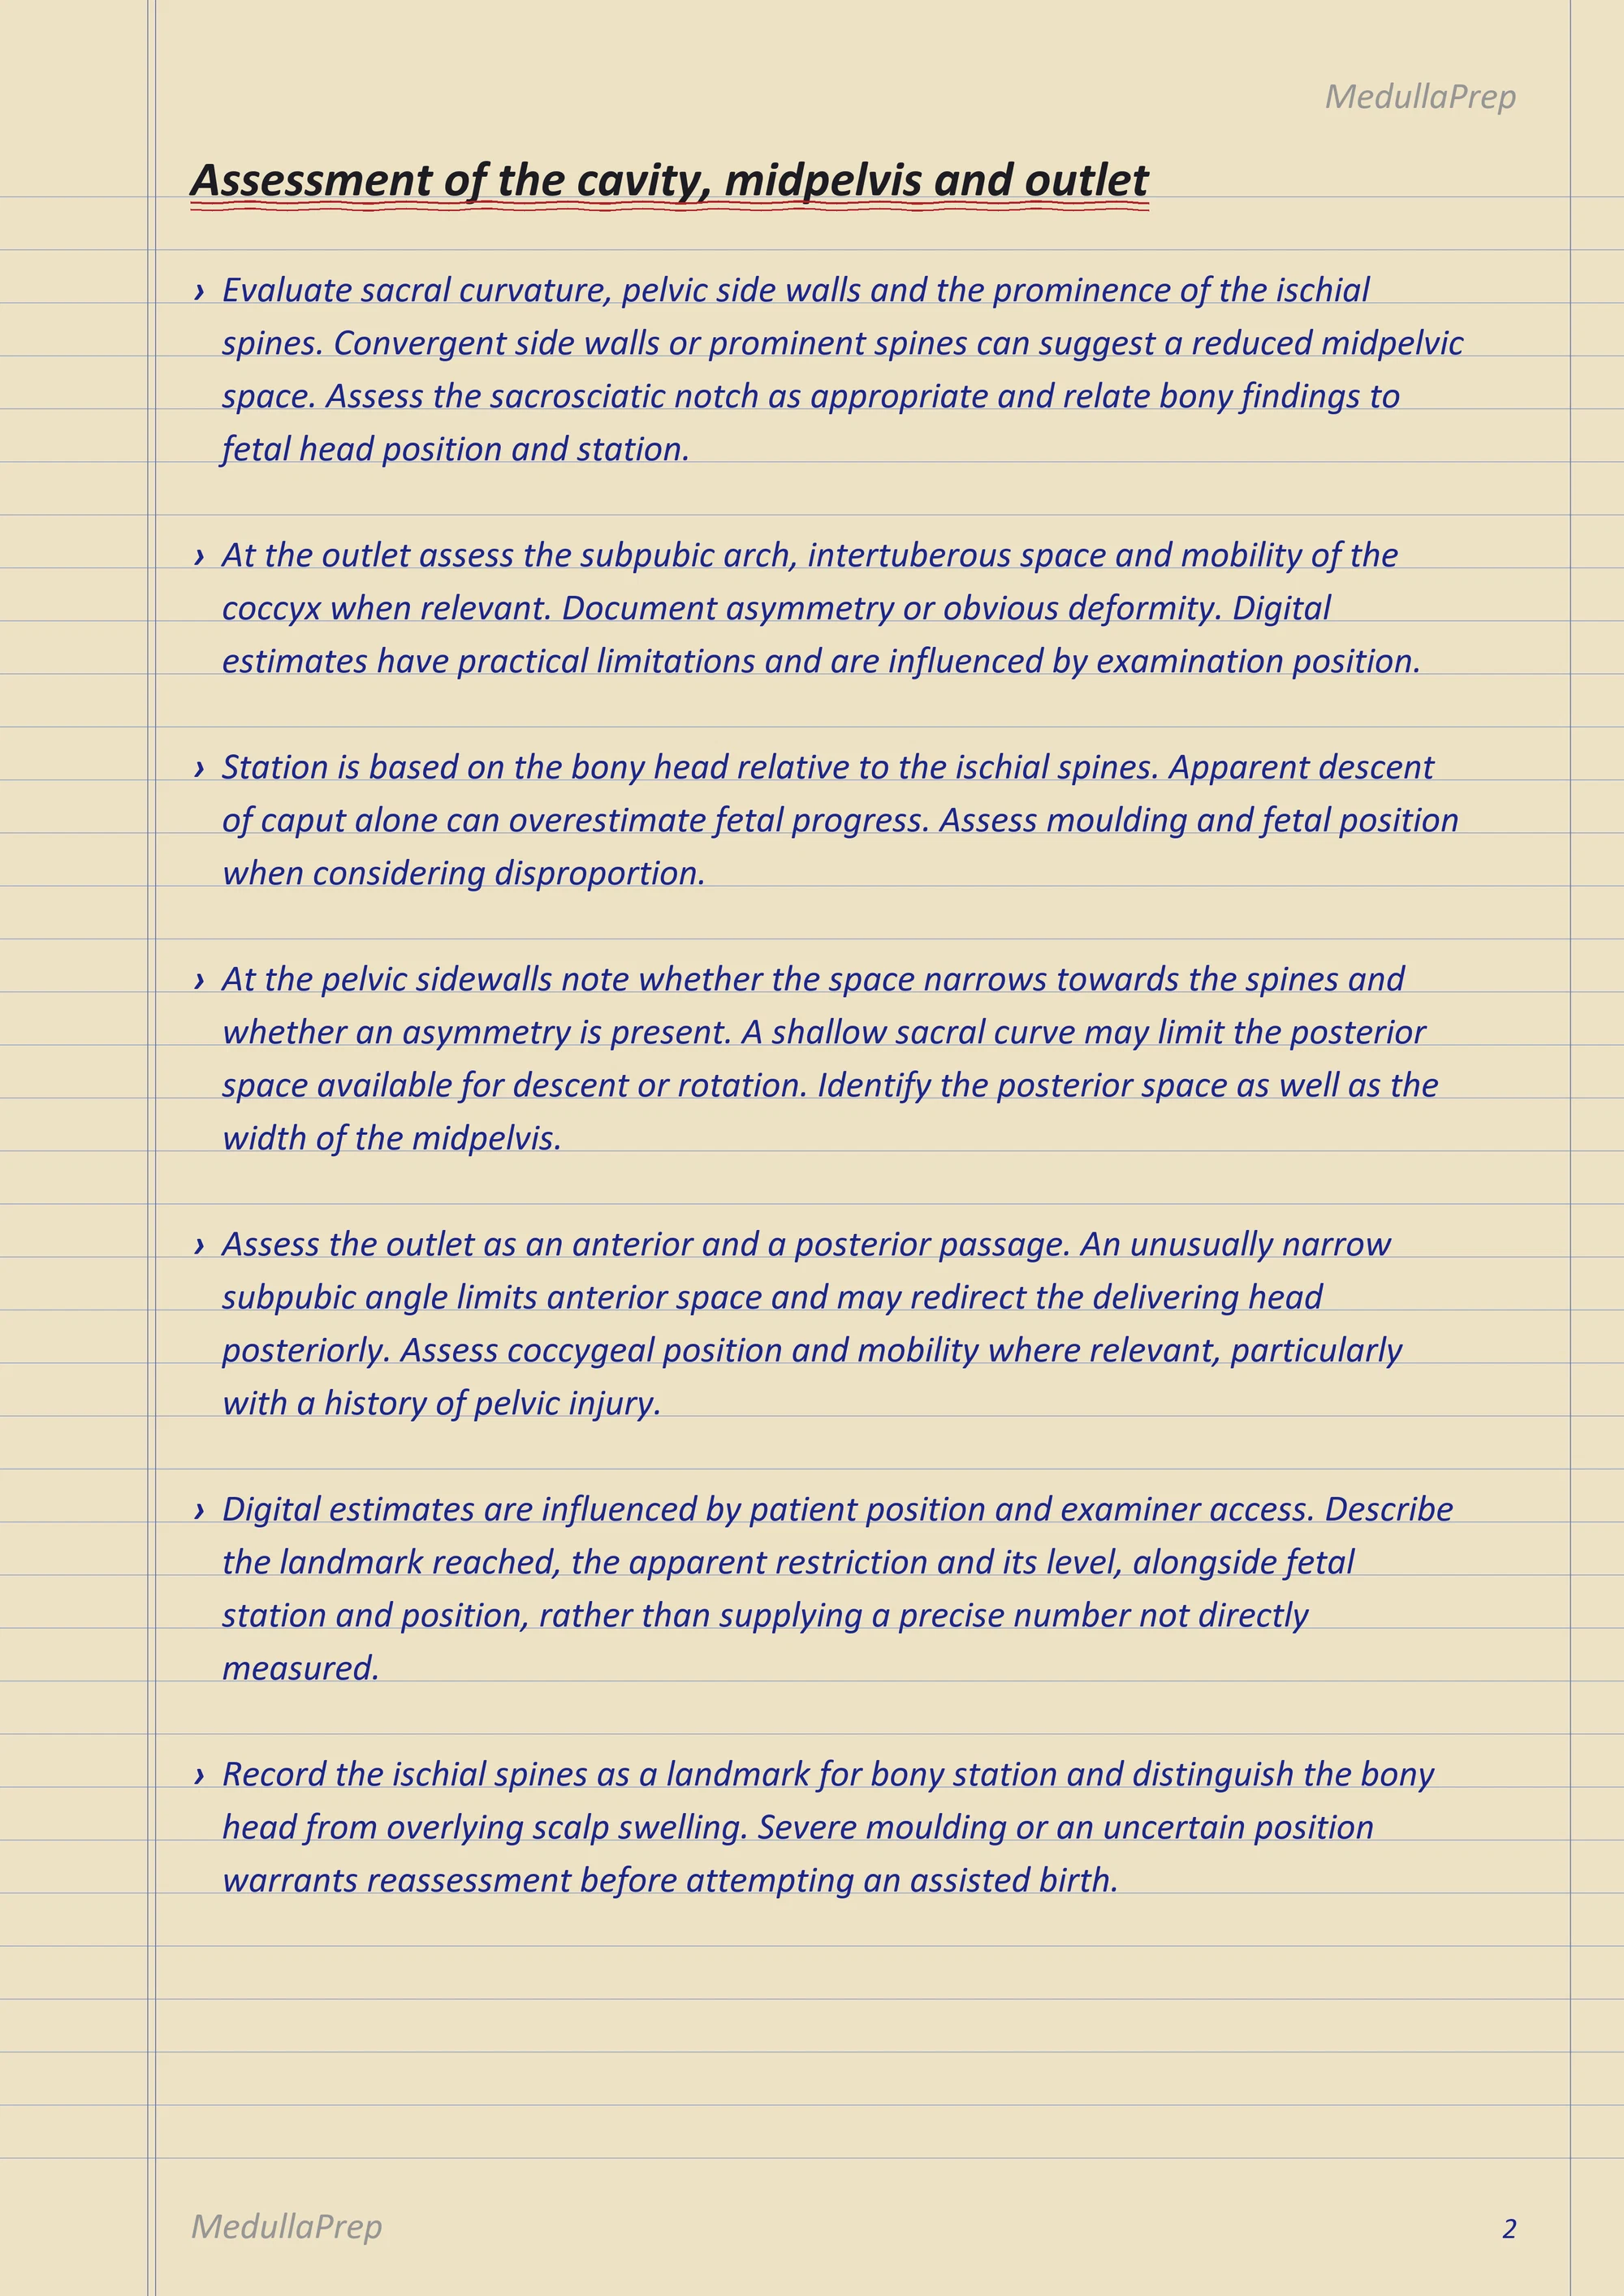 MedullaPrep
Assessment of the cavity, midpelvis and outlet
› Evaluate sacral curvature, pelvic side walls and the prominence of the ischial
spines. Convergent side walls or prominent spines can suggest a reduced midpelvic
space. Assess the sacrosciatic notch as appropriate and relate bony findings to
fetal head position and station.
› At the outlet assess the subpubic arch, intertuberous space and mobility of the
coccyx when relevant. Document asymmetry or obvious deformity. Digital
estimates have practical limitations and are influenced by examination position.
› Station is based on the bony head relative to the ischial spines. Apparent descent
of caput alone can overestimate fetal progress. Assess moulding and fetal position
when considering disproportion.
› At the pelvic sidewalls note whether the space narrows towards the spines and
whether an asymmetry is present. A shallow sacral curve may limit the posterior
space available for descent or rotation. Identify the posterior space as well as the
width of the midpelvis.
› Assess the outlet as an anterior and a posterior passage. An unusually narrow
subpubic angle limits anterior space and may redirect the delivering head
posteriorly. Assess coccygeal position and mobility where relevant, particularly
with a history of pelvic injury.
› Digital estimates are influenced by patient position and examiner access. Describe
the landmark reached, the apparent restriction and its level, alongside fetal
station and position, rather than supplying a precise number not directly
measured.
› Record the ischial spines as a landmark for bony station and distinguish the bony
head from overlying scalp swelling. Severe moulding or an uncertain position
warrants reassessment before attempting an assisted birth.
MedullaPrep
2